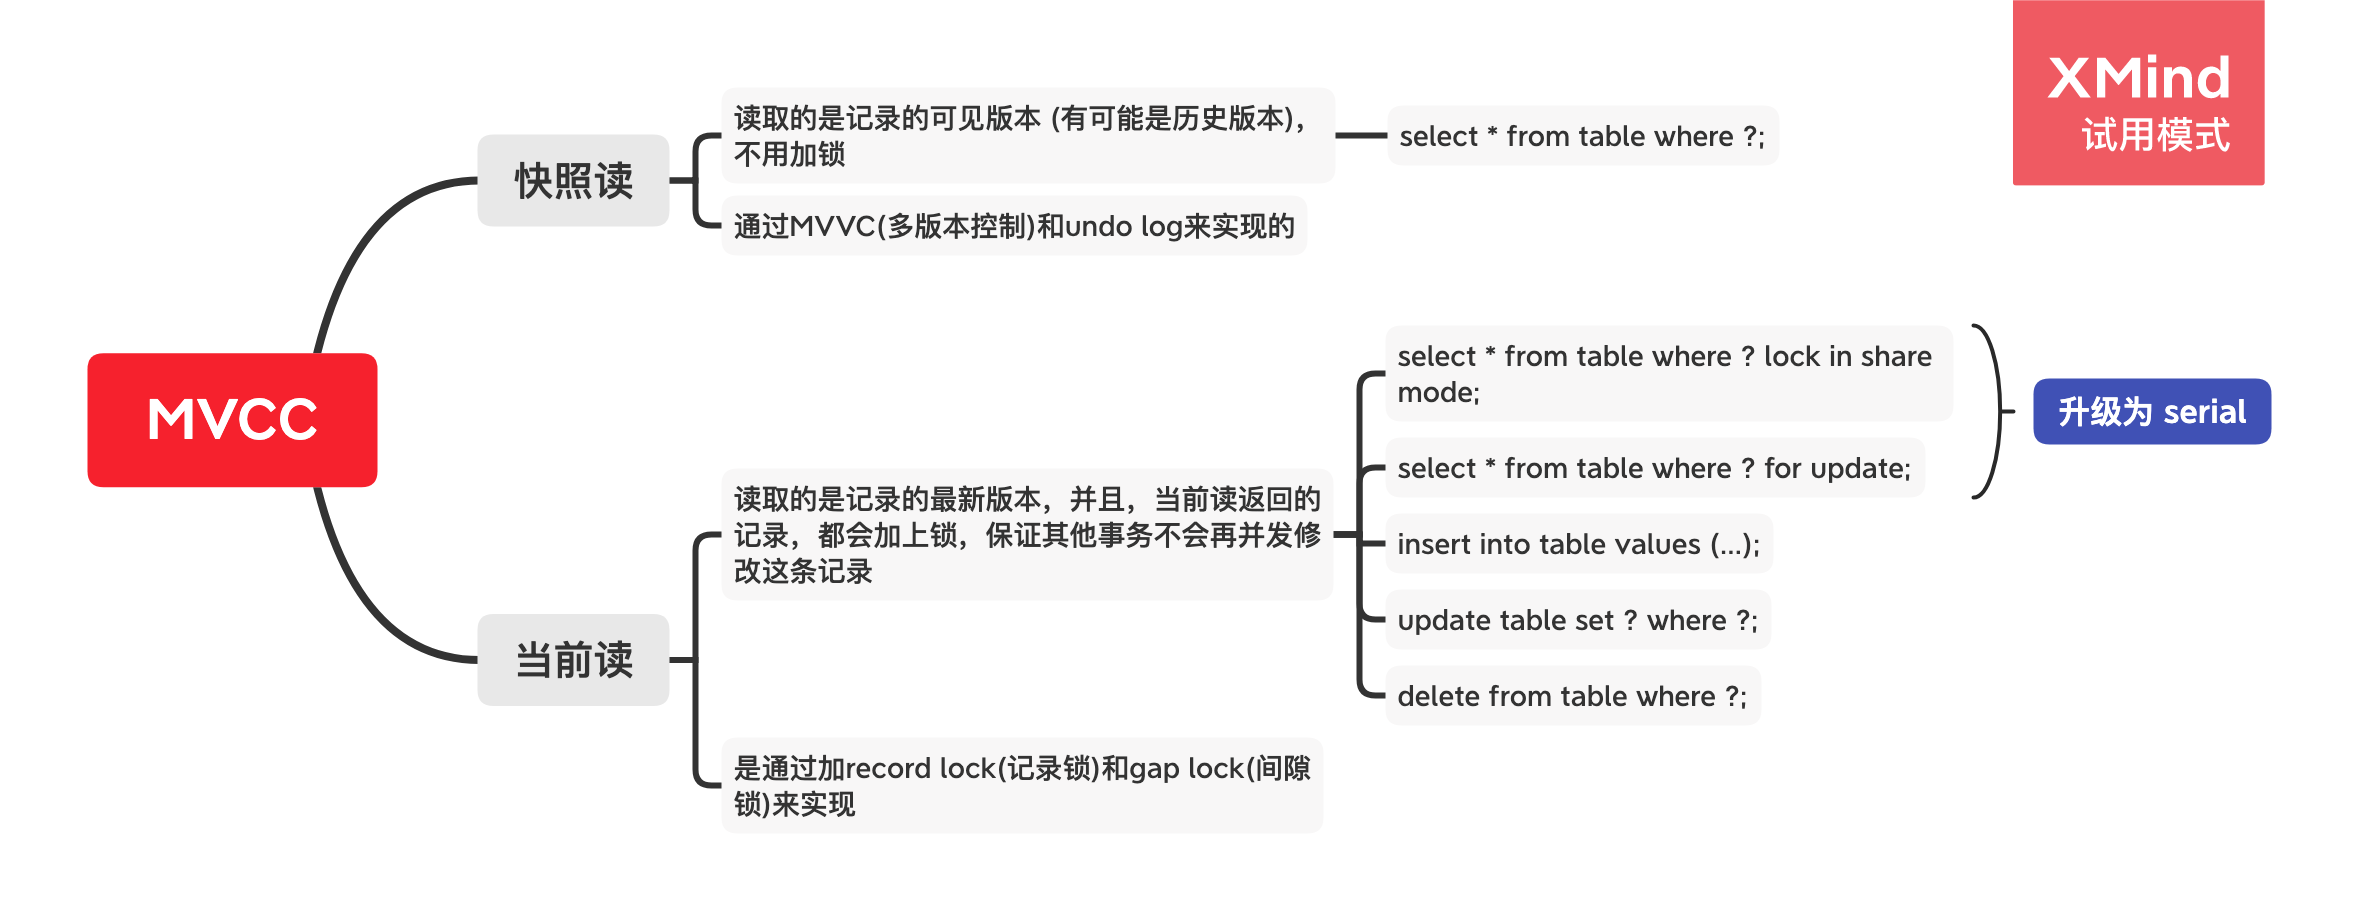 XMind
试用模式
MVCC
快照读
读取的是记录的可见版本 (有可能是历史版本)，
不用加锁
select * from table where ?;
通过MVVC(多版本控制)和undo log来实现的
当前读
读取的是记录的最新版本，并且，当前读返回的
记录，都会加上锁，保证其他事务不会再并发修
改这条记录
select * from table where ? lock in share
mode;
select * from table where ? for update;
升级为 serial
insert into table values (...);
update table set ? where ?;
delete from table where ?;
是通过加record lock(记录锁)和gap lock(间隙
锁)来实现